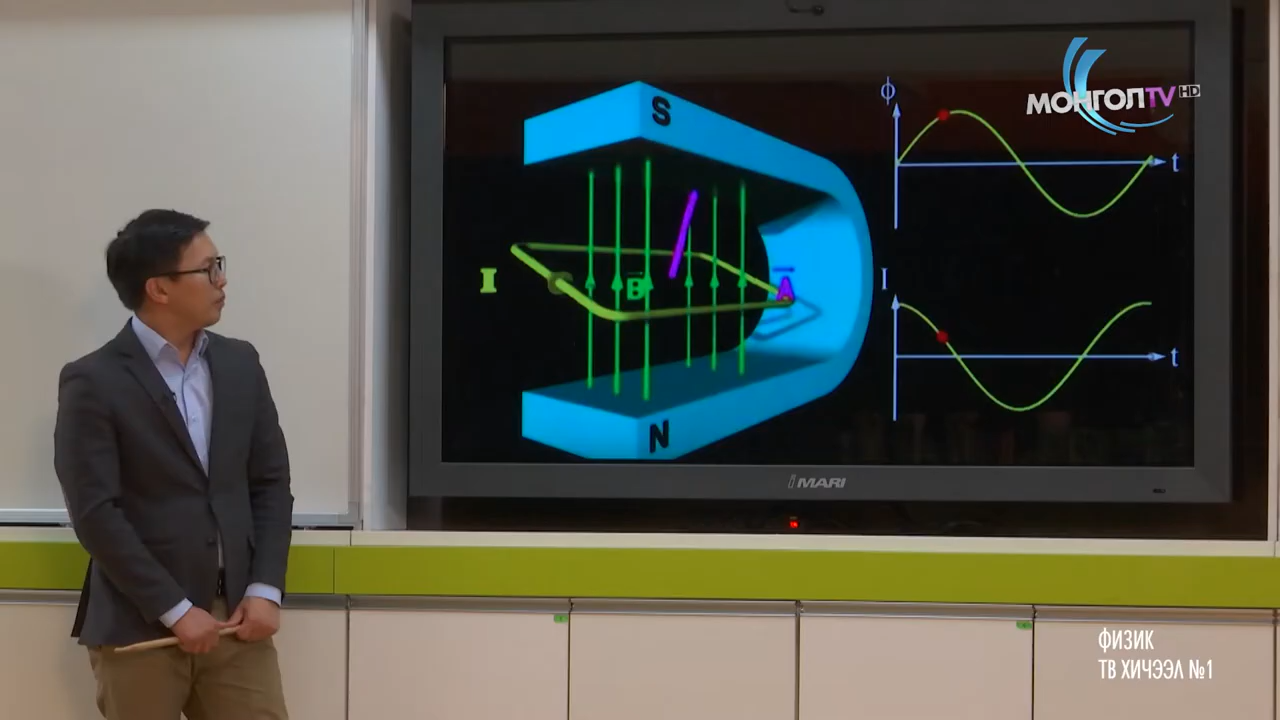 S
I
B
A
N
ϕ
t
I
t
МОНГОЛTV HD
iMARI
ФИЗИК
ТВ ХИЧЭЭЛ №1